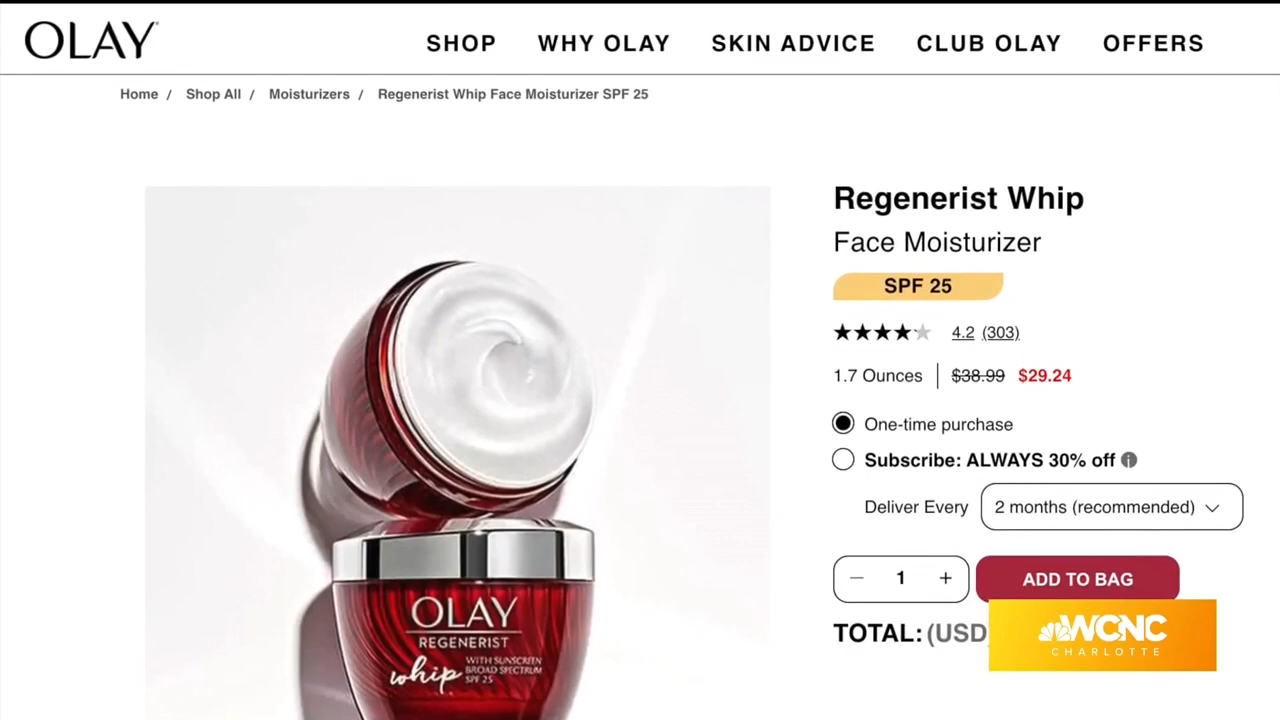 OLAY
SHOP WHY OLAY SKIN ADVICE CLUB OLAY OFFERS
Home / Shop All / Moisturizers / Regenerist Whip Face Moisturizer SPF 25
Regenerist Whip
Face Moisturizer
SPF 25
4.2 (303)
1.7 Ounces $38.99 $29.24
One-time purchase
Subscribe: ALWAYS 30% off
Deliver Every 2 months (recommended)
1 ADD TO BAG
TOTAL: (USD
WCNC
CHARLOTTE
OLAY
REGENERIST
whip
WITH SUNSCREEN
BROAD SPECTRUM
SPF 25